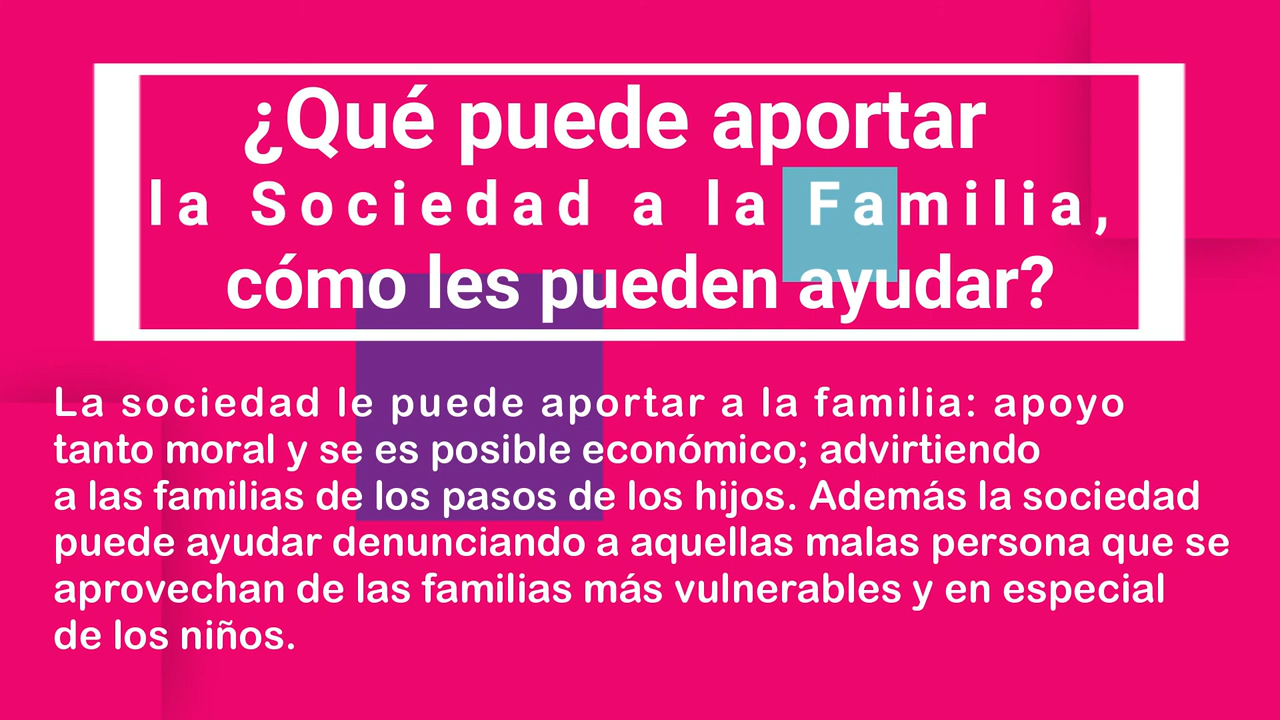 ¿Qué puede aportar
la Sociedad a la Familia,
cómo les pueden ayudar?
La sociedad le puede aportar a la familia: apoyo
tanto moral y se es posible económico; advirtiendo
a las familias de los pasos de los hijos. Además la sociedad
puede ayudar denunciando a aquellas malas persona que se
aprovechan de las familias más vulnerables y en especial
de los niños.